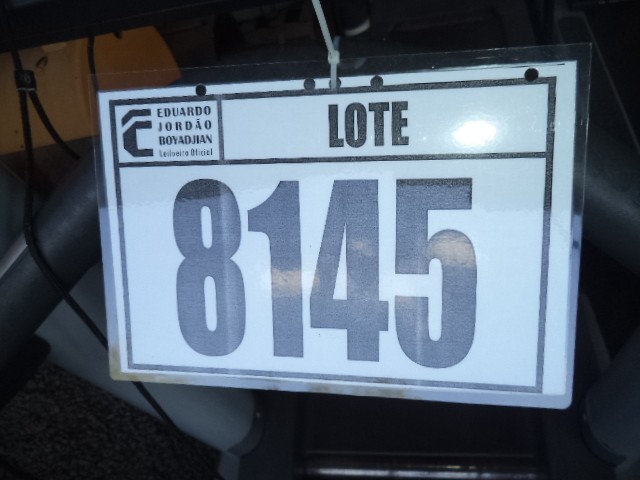 EDUARDO
JORDÃO
BOYADJIAN
Leiloeiro Oficial
LOTE
8145